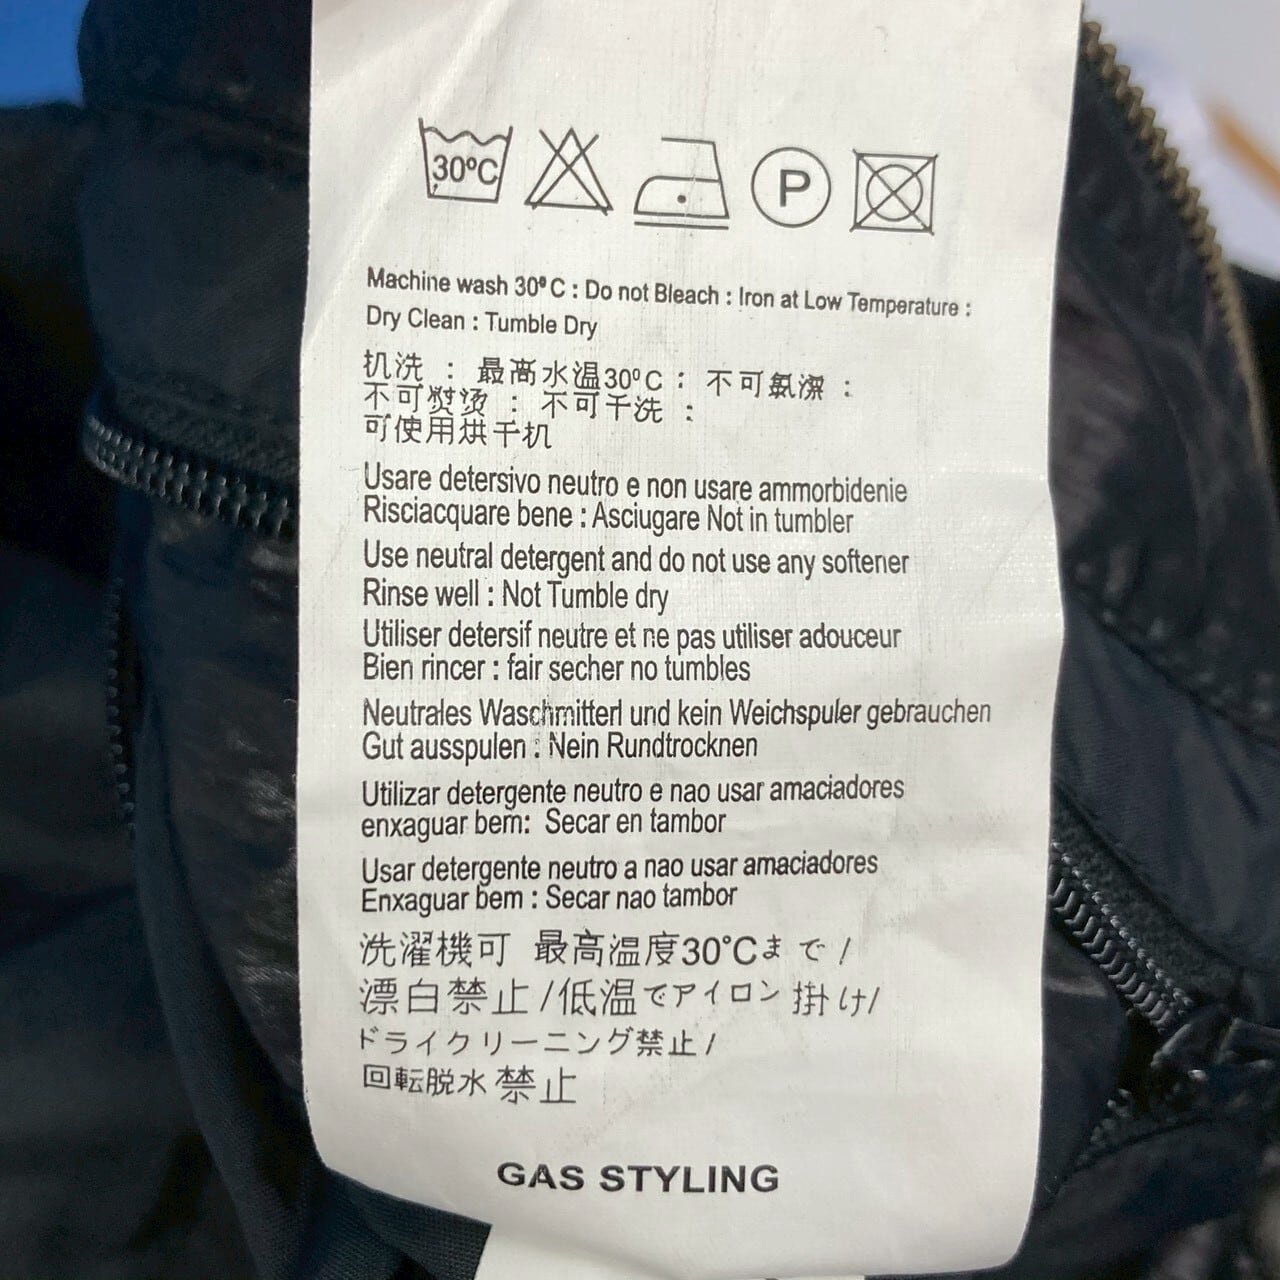 30ºC
P
Machine wash 30º C : Do not Bleach : Iron at Low Temperature :
Dry Clean : Tumble Dry
机洗 : 最高水温30ºC : 不可氯漂 :
不可熨烫 : 不可干洗 :
可使用烘干机
Usare detersivo neutro e non usare ammorbidenie
Risciacquare bene : Asciugare Not in tumbler
Use neutral detergent and do not use any softener
Rinse well : Not Tumble dry
Utiliser detersif neutre et ne pas utiliser adouceur
Bien rincer : fair secher no tumbles
Neutrales Waschmitterl und kein Weichspuler gebrauchen
Gut ausspulen : Nein Rundtrocknen
Utilizar detergente neutro e nao usar amaciadores
enxaguar bem: Secar en tambor
Usar detergente neutro a nao usar amaciadores
Enxaguar bem : Secar nao tambor
洗濯機可 最高温度30℃まで/
漂白禁止/低温でアイロン掛け/
ドライクリーニング禁止/
回転脱水禁止
GAS STYLING